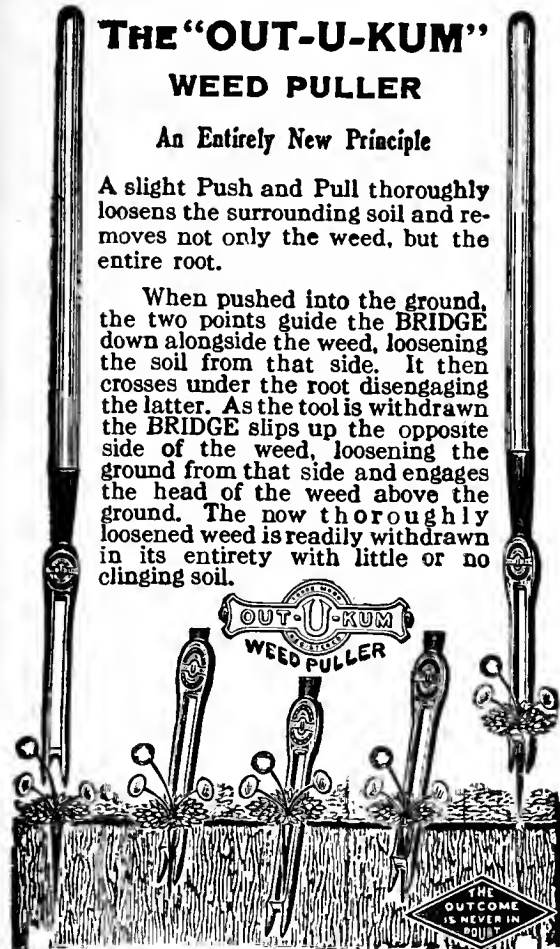 THE "OUT-U-KUM"
WEED PULLER
An Entirely New Principle
A slight Push and Pull thoroughly
loosens the surrounding soil and re-
moves not only the weed, but the
entire root.
When pushed into the ground,
the two points guide the BRIDGE
down alongside the weed, loosening
the soil from that side. It then
crosses under the root disengaging
the latter. As the tool is withdrawn
the BRIDGE slips up the opposite
side of the weed, loosening the
ground from that side and engages
the head of the weed above the
ground. The now thoroughly
loosened weed is readily withdrawn
in its entirety with little or no
clinging soil.
TRADE MARK
OUT-U-KUM
REGISTERED
WEED PULLER
THE
OUTCOME
IS NEVER IN
DOUBT